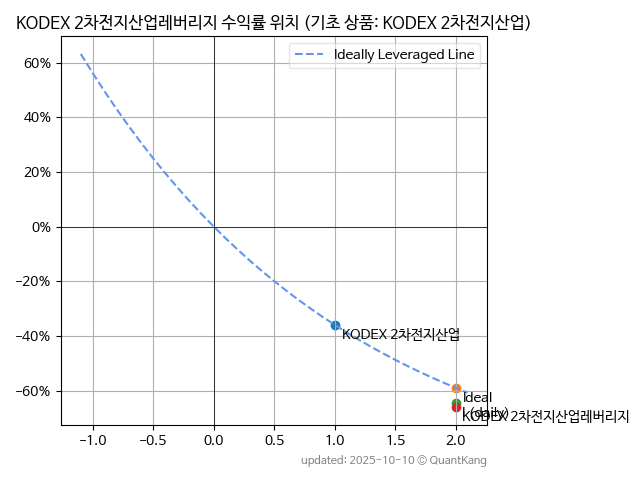 KODEX 2차전지산업레버리지 수익률 위치 (기초 상품: KODEX 2차전지산업)
Ideally Leveraged Line
60%
40%
20%
0%
−20%
−40%
−60%
KODEX 2차전지산업
Ideal
(daily)
KODEX 2차전지산업레버리지
−1.0 −0.5 0.0 0.5 1.0 1.5 2.0
updated: 2025-10-10 © QuantKang